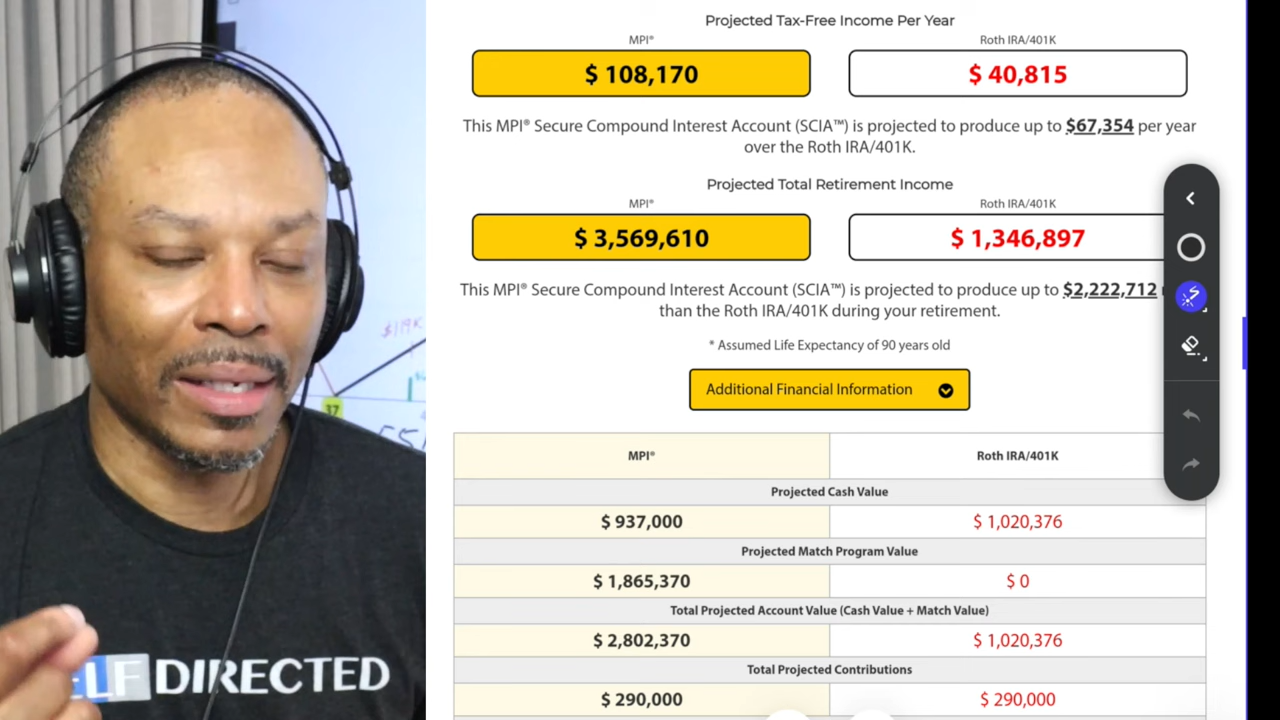 Projected Tax-Free Income Per Year
MPI® Roth IRA/401K
$ 108,170 $ 40,815
This MPI® Secure Compound Interest Account (SCIA™) is projected to produce up to $67,354 per year
over the Roth IRA/401K.
Projected Total Retirement Income
MPI® Roth IRA/401K
$ 3,569,610 $ 1,346,897
This MPI® Secure Compound Interest Account (SCIA™) is projected to produce up to $2,222,712
than the Roth IRA/401K during your retirement.
* Assumed Life Expectancy of 90 years old
Additional Financial Information
MPI® Roth IRA/401K
Projected Cash Value
$ 937,000 $ 1,020,376
Projected Match Program Value
$ 1,865,370 $ 0
Total Projected Account Value (Cash Value + Match Value)
$ 2,802,370 $ 1,020,376
Total Projected Contributions
$ 290,000 $ 290,000
$119K
37
ELF DIRECTED